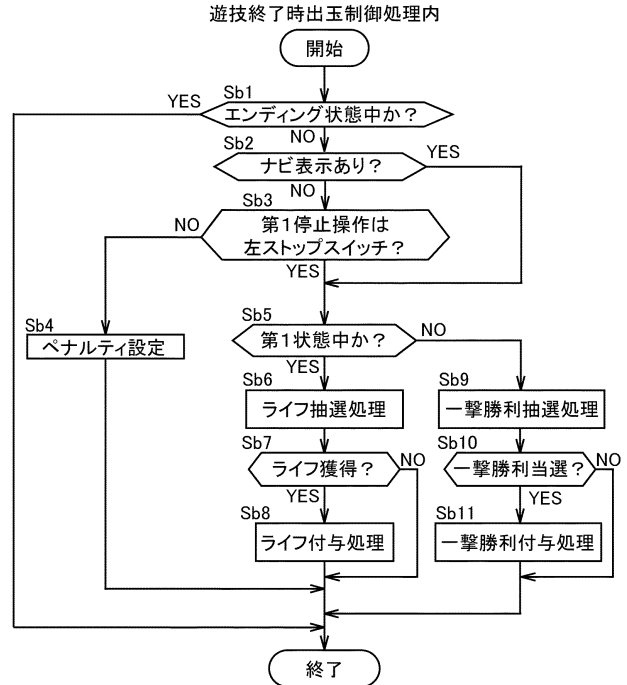 遊技終了時出玉制御処理内
開始
Sb1
YES
エンディング状態中か？
NO
Sb2
YES
ナビ表示あり？
NO
Sb3
NO
第１停止操作は
左ストップスイッチ？
YES
Sb4
ペナルティ設定
Sb5
NO
第１状態中か？
YES
Sb6
ライフ抽選処理
Sb9
一撃勝利抽選処理
Sb7
ライフ獲得？
NO
YES
Sb10
一撃勝利当選？
NO
YES
Sb8
ライフ付与処理
Sb11
一撃勝利付与処理
終了